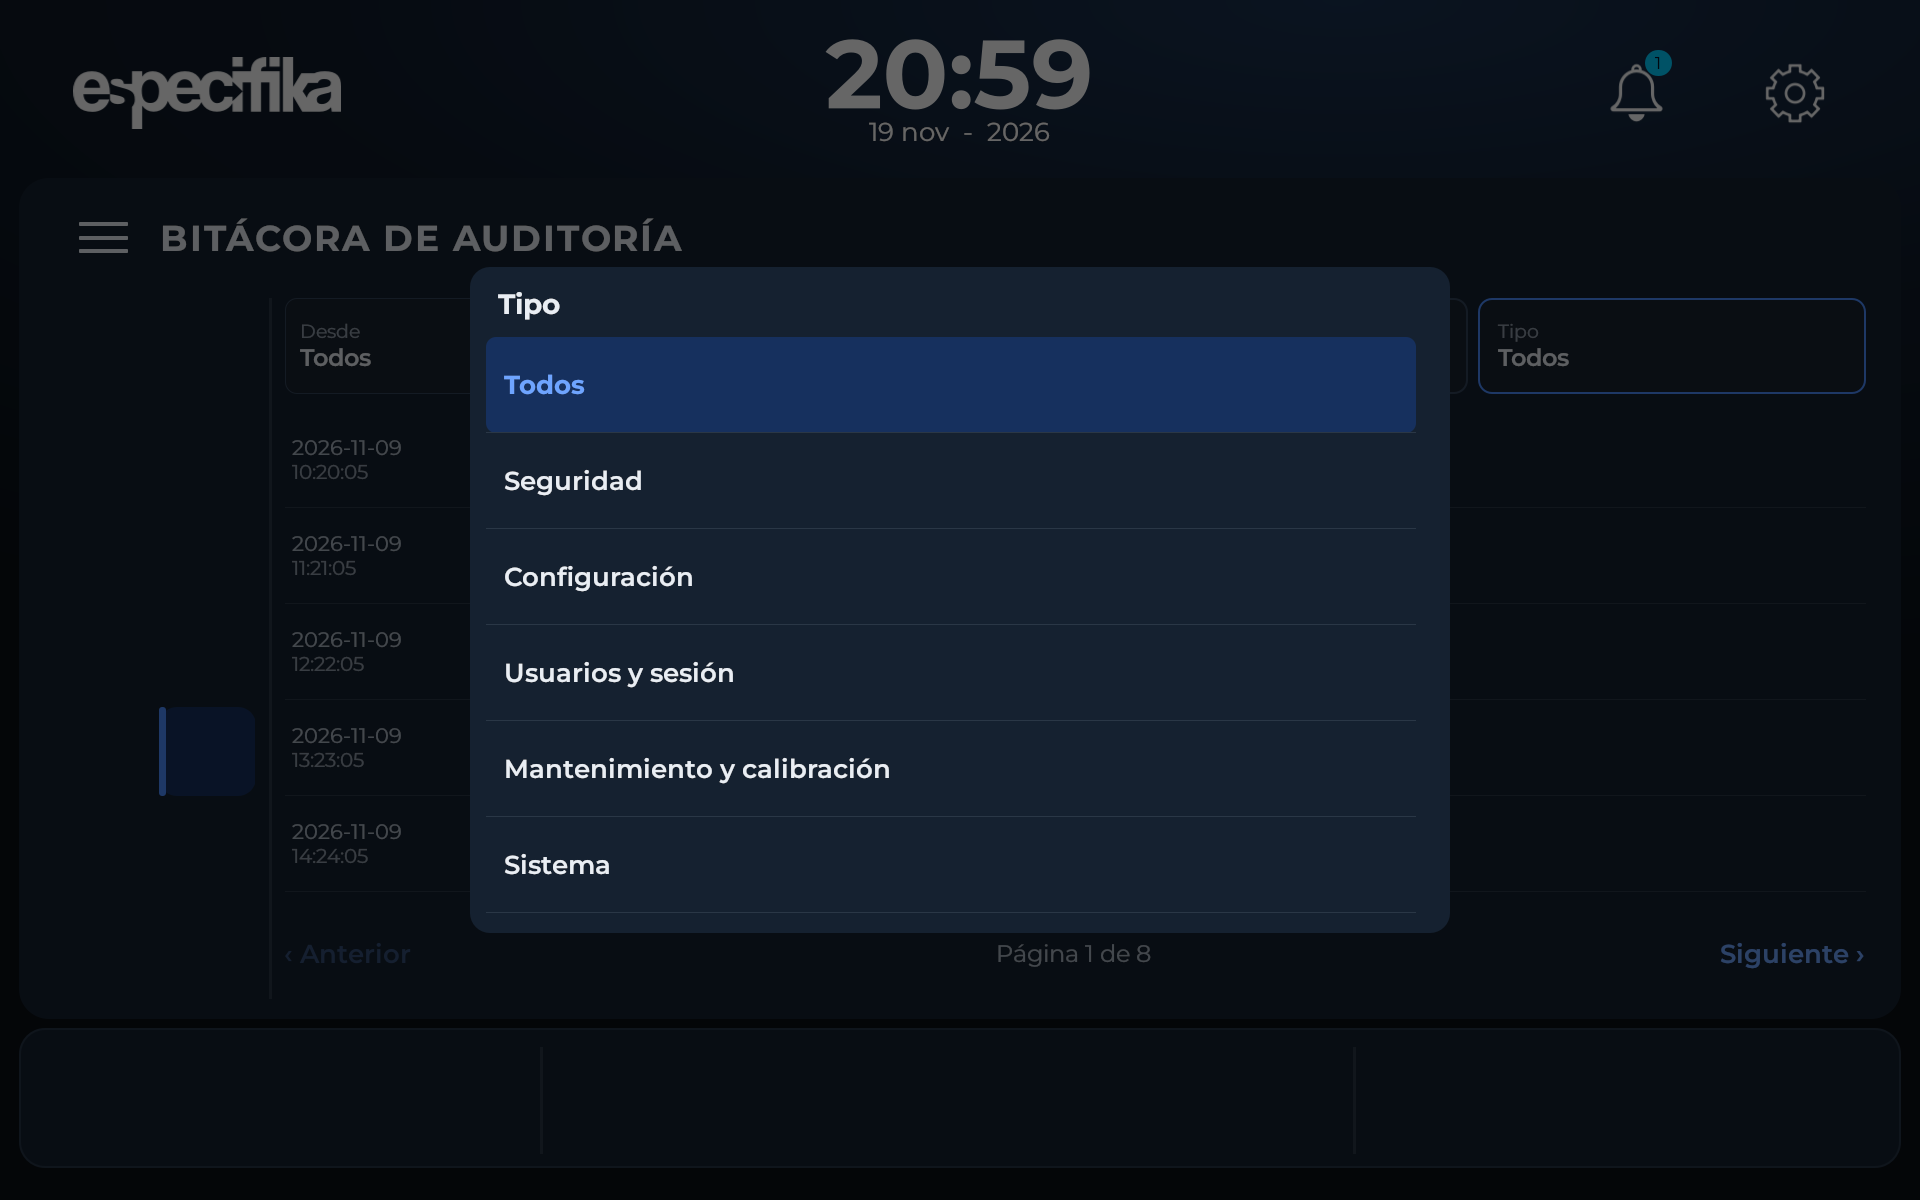 especifika
20:59
19 nov - 2026
1
BITÁCORA DE AUDITORÍA
Desde
Todos
Tipo
Todos
Tipo
Todos
Seguridad
Configuración
Usuarios y sesión
Mantenimiento y calibración
Sistema
2026-11-09
10:20:05
2026-11-09
11:21:05
2026-11-09
12:22:05
2026-11-09
13:23:05
2026-11-09
14:24:05
‹ Anterior
Página 1 de 8
Siguiente ›